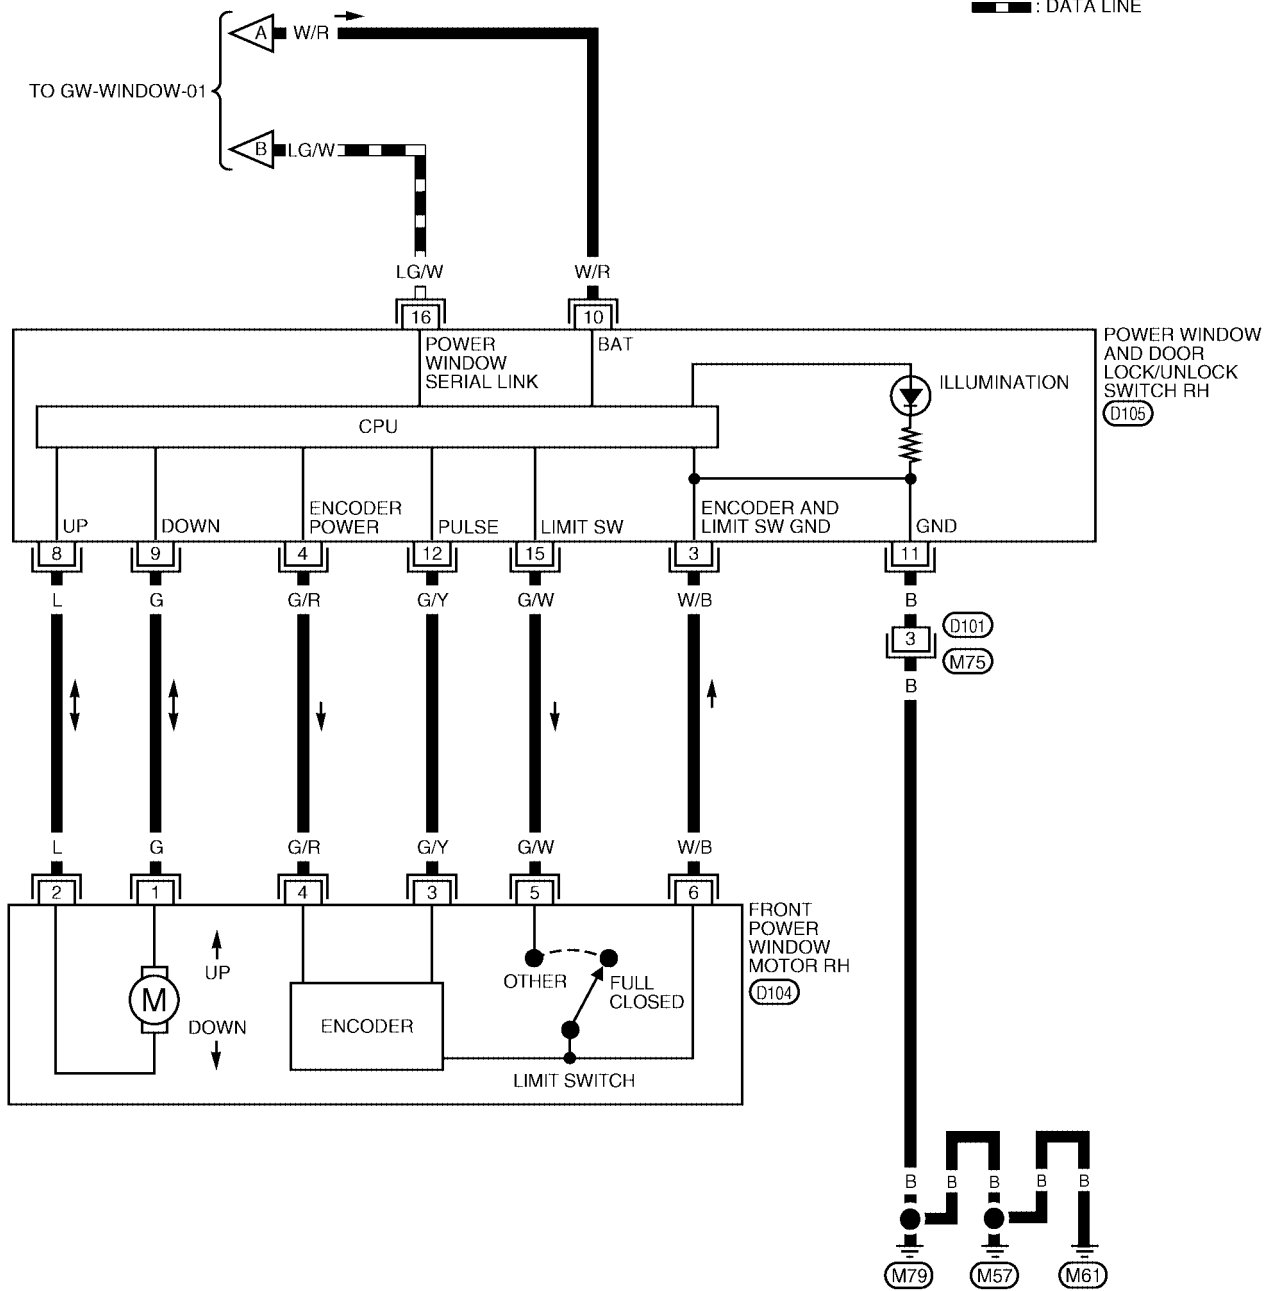 : DATA LINE
A W/R
TO GW-WINDOW-01
B LG/W
LG/W W/R
16 10
POWER
WINDOW
SERIAL LINK
BAT
POWER WINDOW
AND DOOR
LOCK/UNLOCK
SWITCH RH
D105
ILLUMINATION
CPU
UP
DOWN
ENCODER
POWER
PULSE
LIMIT SW
ENCODER AND
LIMIT SW GND
GND
8 9 4 12 15 3 11
L G G/R G/Y G/W W/B B
3
D101
M75
B
L G G/R G/Y G/W W/B
2 1 4 3 5 6
FRONT
POWER
WINDOW
MOTOR RH
D104
UP
M
DOWN
ENCODER
OTHER
FULL
CLOSED
LIMIT SWITCH
B B B B B
M79 M57 M61